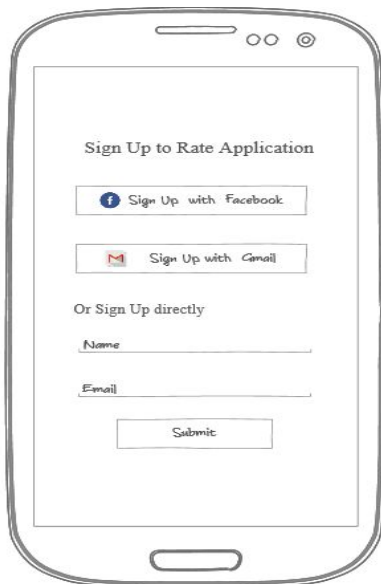 Sign Up to Rate Application
f Sign Up with Facebook
M Sign Up with Gmail
Or Sign Up directly
Name
Email
Submit